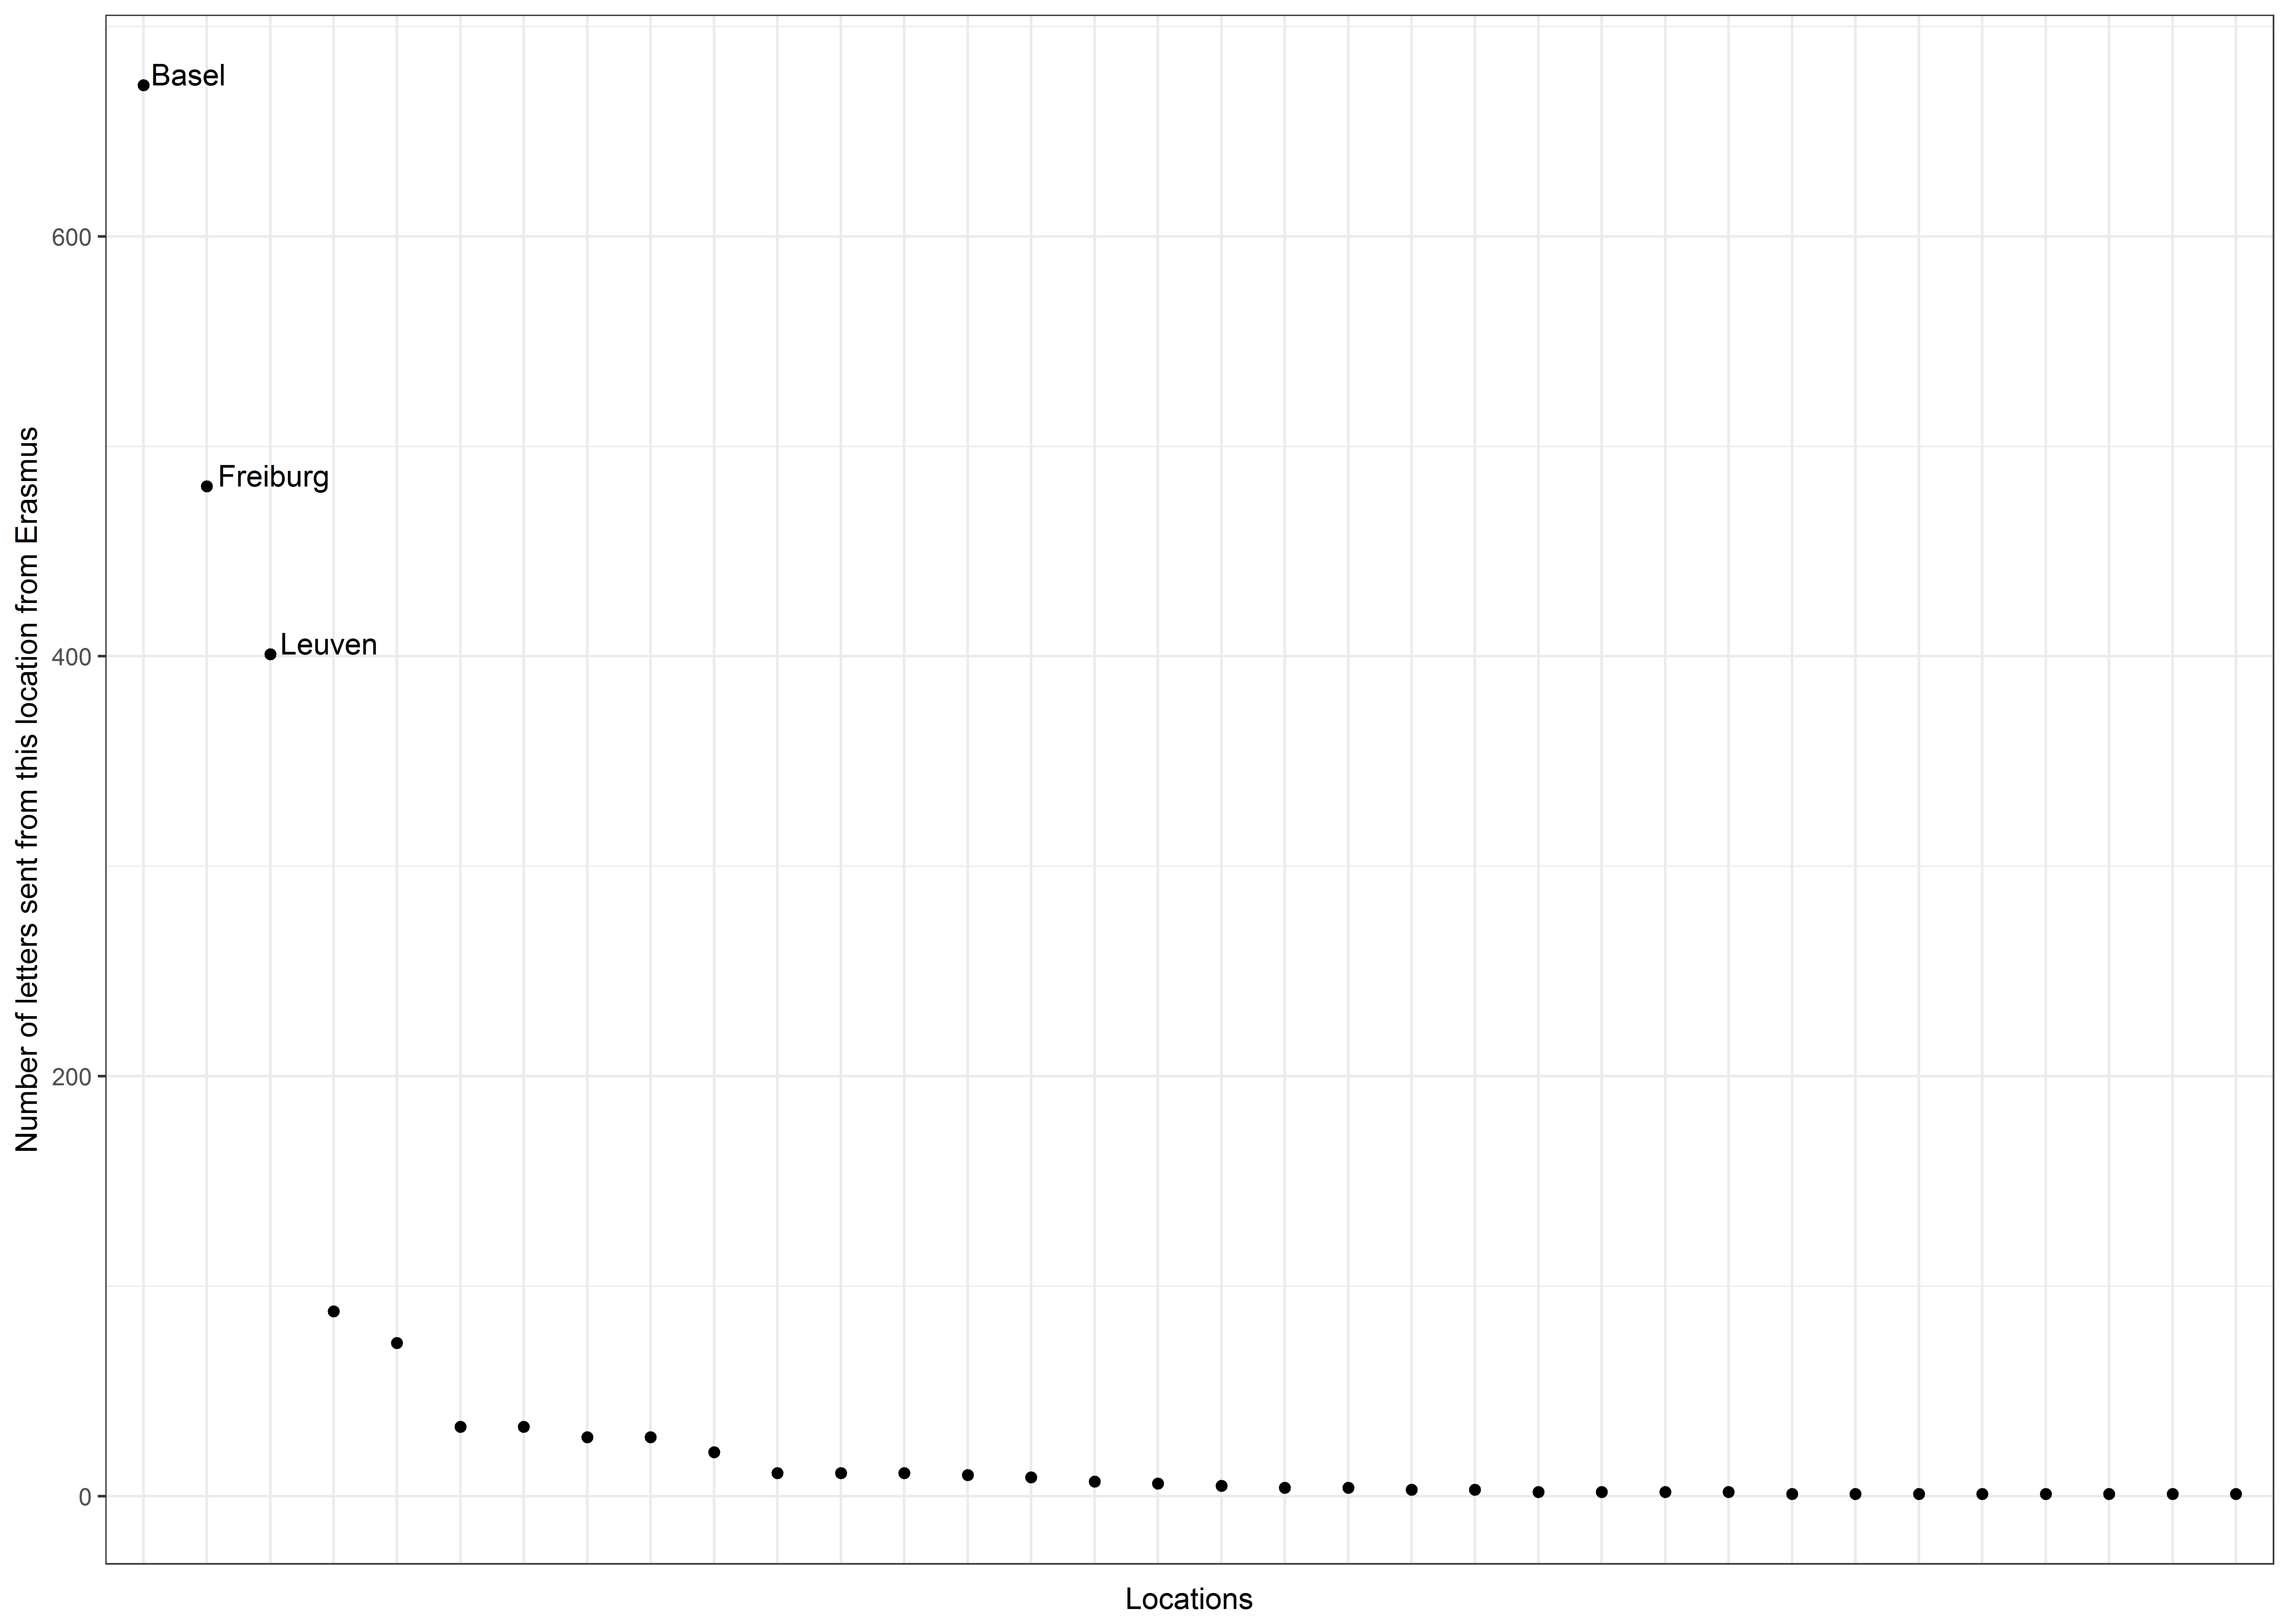 Basel
600
Freiburg
Leuven
400
200
0
Number of letters sent from this location from Erasmus
Locations